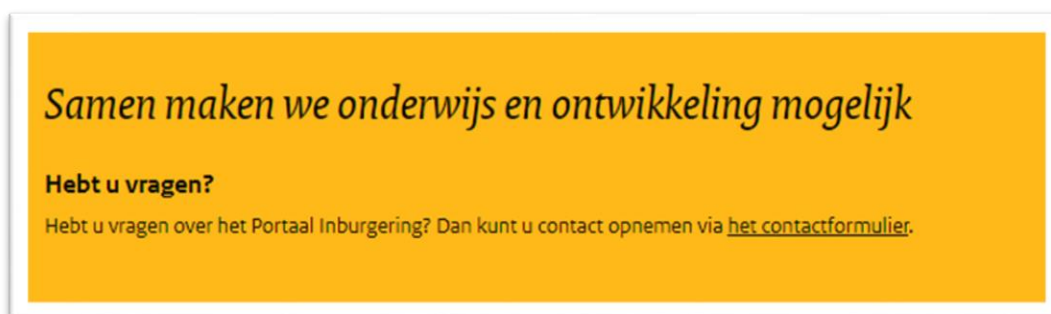 Samen maken we onderwijs en ontwikkeling mogelijk
Hebt u vragen?
Hebt u vragen over het Portaal Inburgering? Dan kunt u contact opnemen via het contactformulier.